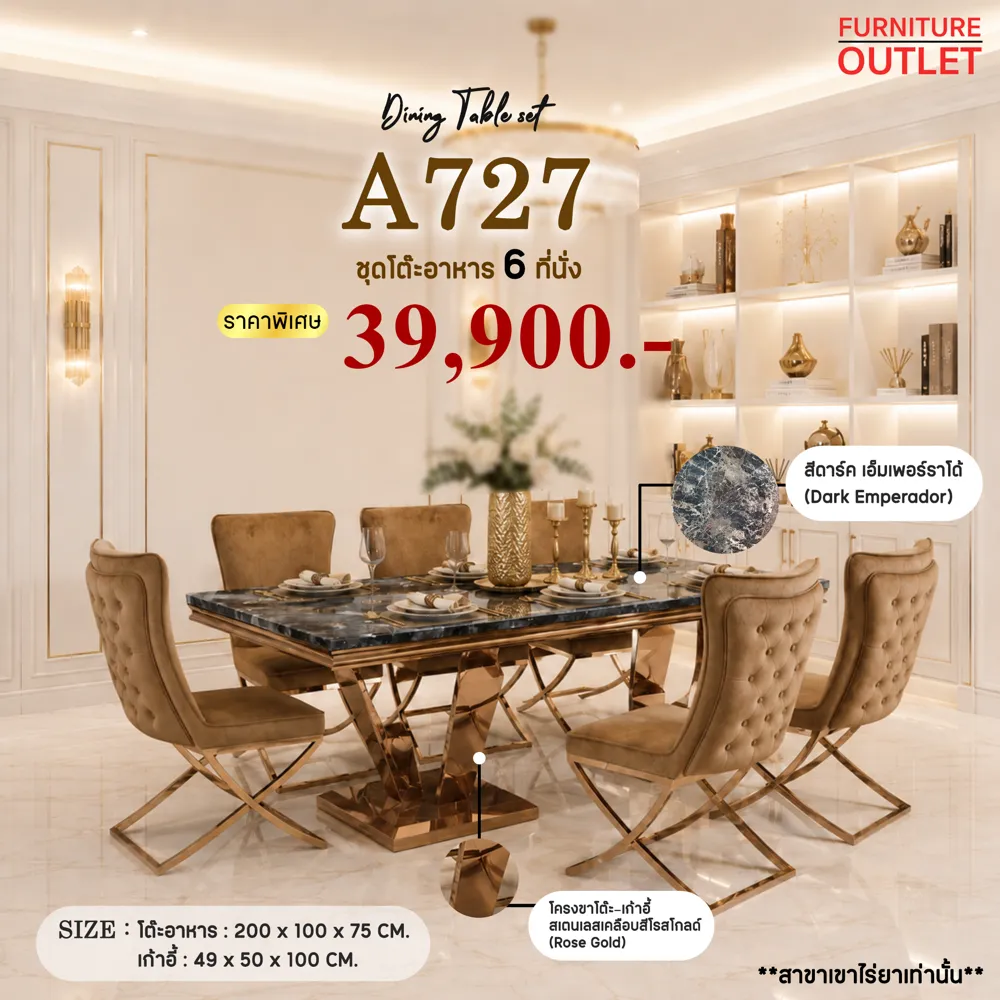 FURNITURE
OUTLET
Dining Table set
A727
ชุดโต๊ะอาหาร 6 ที่นั่ง
ราคาพิเศษ 39,900.-
สีดาร์ค เอ็มเพอร์ราโด้
(Dark Emperador)
โครงขาโต๊ะ-เก้าอี้
สเตนเลสเคลือบสีโรสโกลด์
(Rose Gold)
SIZE : โต๊ะอาหาร : 200 x 100 x 75 CM.
เก้าอี้ : 49 x 50 x 100 CM.
**สาขาเขาไร่ยาเท่านั้น**